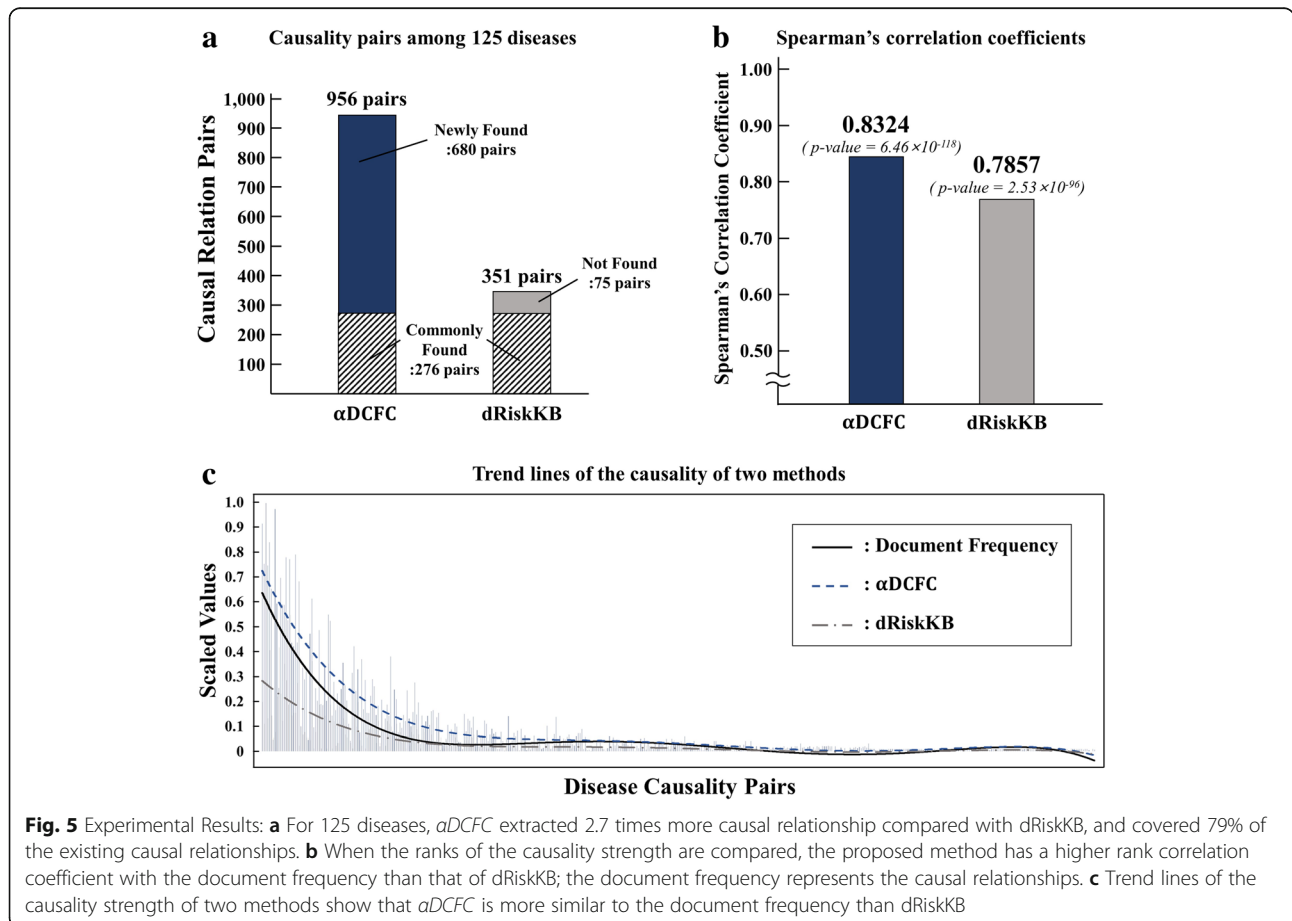 a Causality pairs among 125 diseases
Causal Relation Pairs
1,000
900
800
700
600
500
400
300
200
100
956 pairs
Newly Found
:680 pairs
351 pairs
Not Found
:75 pairs
Commonly
Found
:276 pairs
αDCFC
dRiskKB
b Spearman's correlation coefficients
Spearman's Correlation Coefficient
1.00
0.90
0.80
0.70
0.60
0.50
0.8324
( p-value = 6.46×10-118)
0.7857
( p-value = 2.53×10-96)
αDCFC
dRiskKB
c Trend lines of the causality of two methods
Scaled Values
1.0
0.9
0.8
0.7
0.6
0.5
0.4
0.3
0.2
0.1
0
: Document Frequency
: αDCFC
: dRiskKB
Disease Causality Pairs
Fig. 5 Experimental Results: a For 125 diseases, αDCFC extracted 2.7 times more causal relationship compared with dRiskKB, and covered 79% of
the existing causal relationships. b When the ranks of the causality strength are compared, the proposed method has a higher rank correlation
coefficient with the document frequency than that of dRiskKB; the document frequency represents the causal relationships. c Trend lines of the
causality strength of two methods show that αDCFC is more similar to the document frequency than dRiskKB